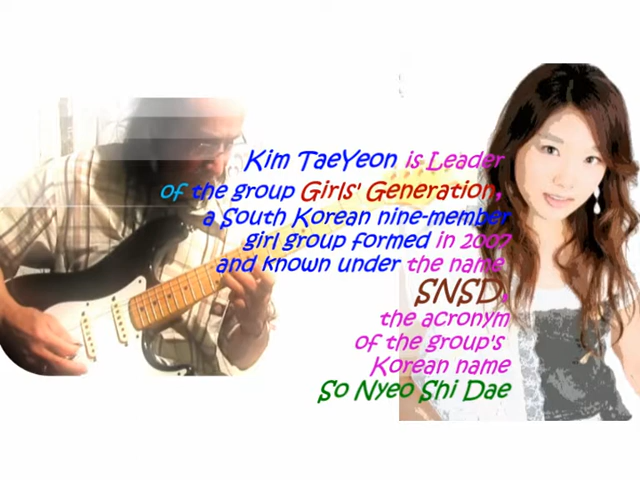 Kim TaeYeon is Leader
of the group Girls' Generation,
a South Korean nine-member
girl group formed in 2007
and known under the name
SNSD,
the acronym
of the group's
Korean name
So Nyeo Shi Dae